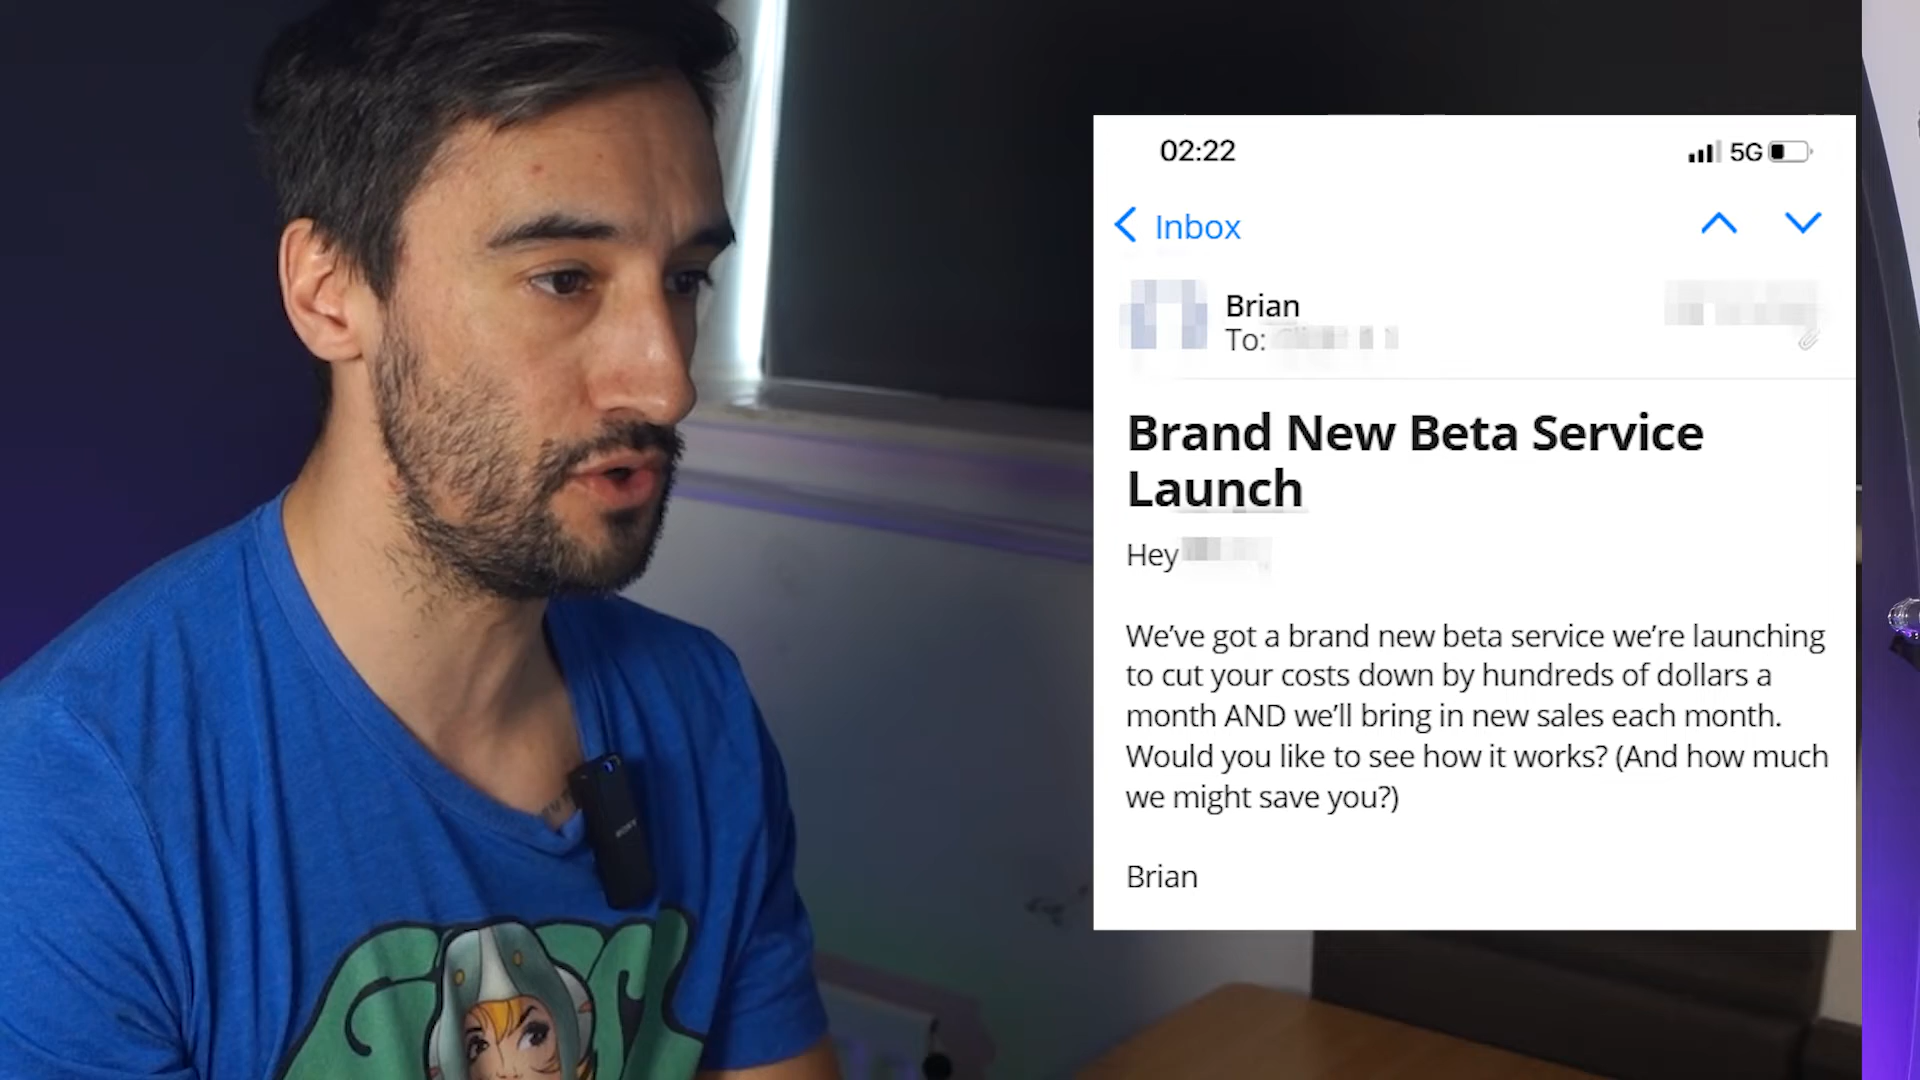 02:22
5G
Inbox
Brian
To:
Brand New Beta Service
Launch
Hey
We’ve got a brand new beta service we’re launching
to cut your costs down by hundreds of dollars a
month AND we’ll bring in new sales each month.
Would you like to see how it works? (And how much
we might save you?)
Brian
SONY